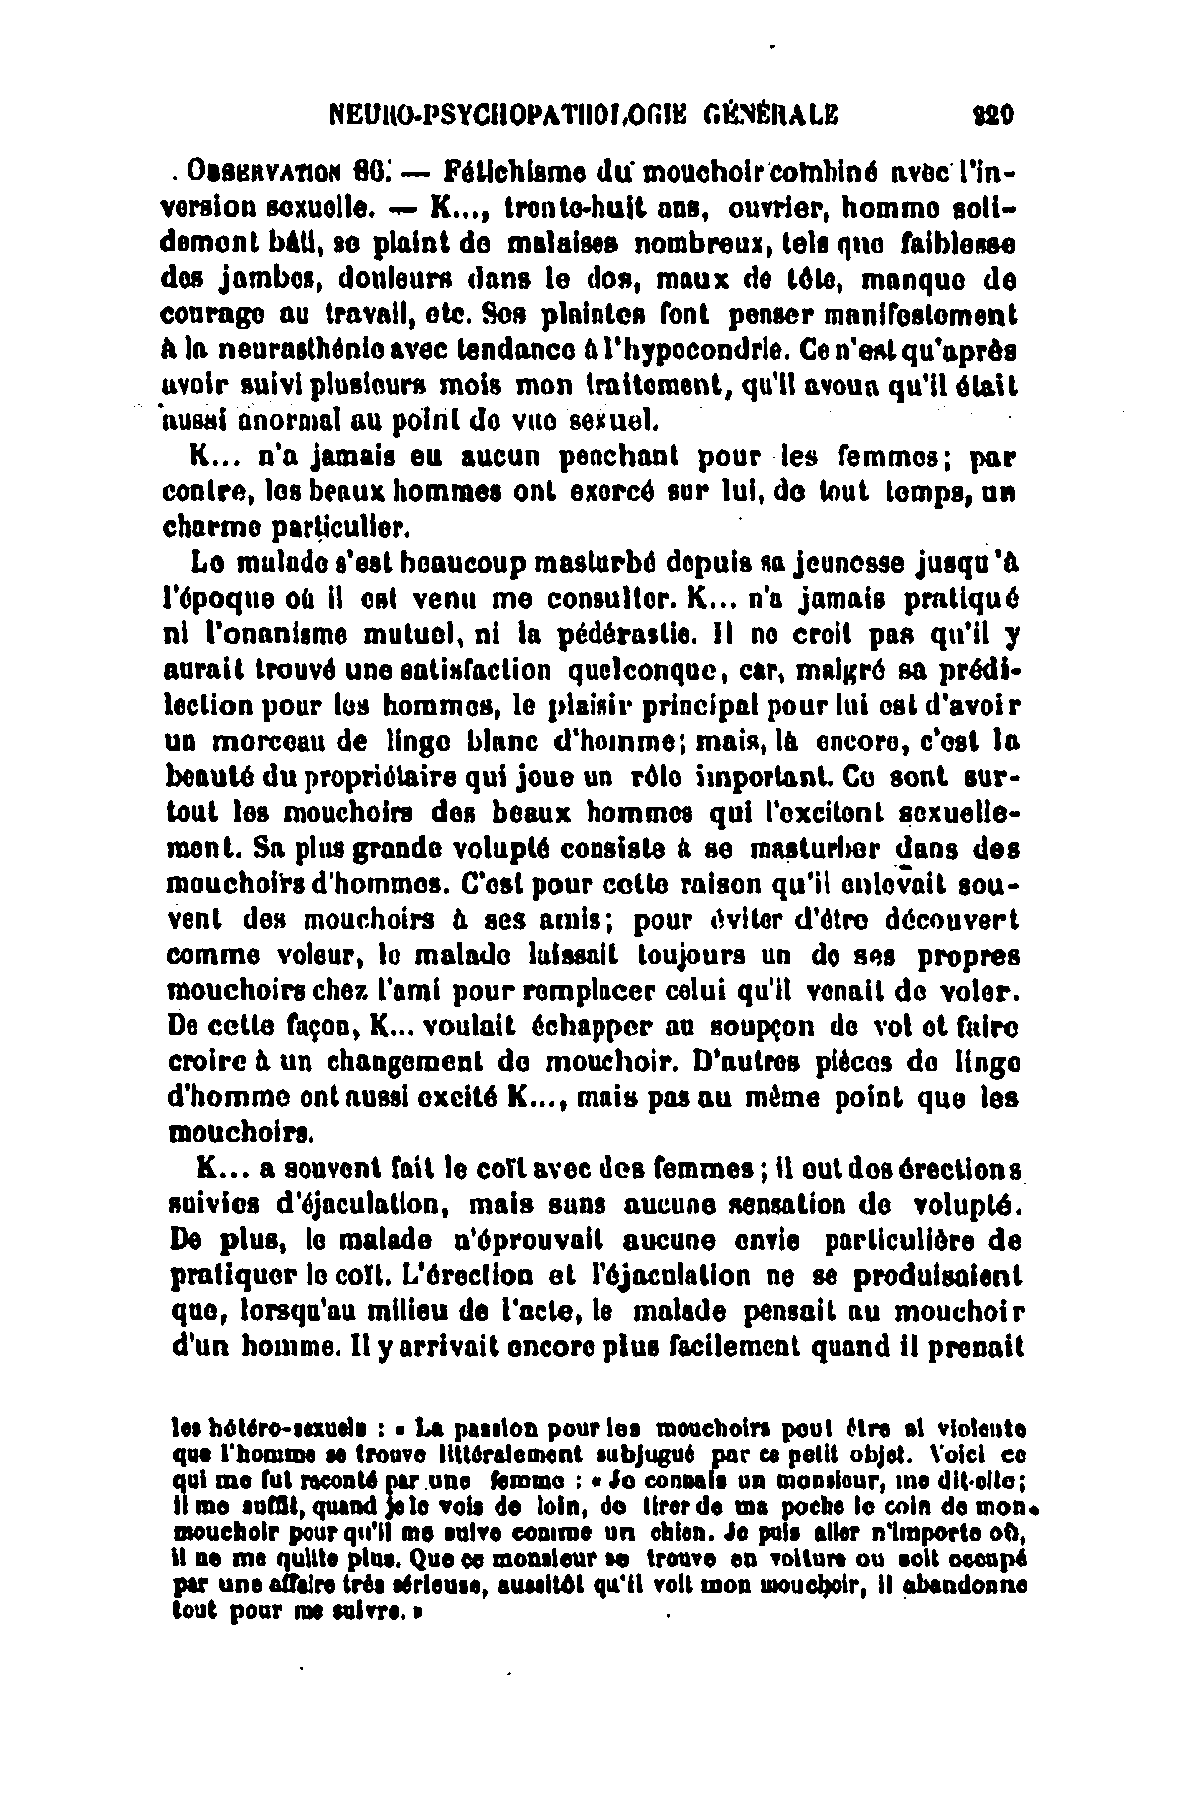 NEURO-PSYCHOPATHOLOGIE GÉNÉRALE 229
OBSERVATION 86. — Fétichisme du mouchoir combiné avec l'in-
version sexuelle. — K..., trente-huit ans, ouvrier, homme soli-
dement bâti, se plaint de malaises nombreux, tels que faiblesse
des jambes, douleurs dans le dos, maux de tête, manque de
courage au travail, etc. Ses plaintes font penser manifestement
à la neurasthénie avec tendance à l'hypocondrie. Ce n'est qu'après
avoir suivi plusieurs mois mon traitement, qu'il avoua qu'il était
aussi anormal au point de vue sexuel.
K... n'a jamais eu aucun penchant pour les femmes; par
contre, les beaux hommes ont exercé sur lui, de tout temps, un
charme particulier.
Le malade s'est beaucoup masturbé depuis sa jeunesse jusqu'à
l'époque où il est venu me consulter. K... n'a jamais pratiqué
ni l'onanisme mutuel, ni la pédérastie. Il ne croit pas qu'il y
aurait trouvé une satisfaction quelconque, car, malgré sa prédi-
lection pour les hommes, le plaisir principal pour lui est d'avoir
un morceau de linge blanc d'homme; mais, là encore, c'est la
beauté du propriétaire qui joue un rôle important. Ce sont sur-
tout les mouchoirs des beaux hommes qui l'excitent sexuelle-
ment. Sa plus grande volupté consiste à se masturber dans des
mouchoirs d'hommes. C'est pour cette raison qu'il enlevait sou-
vent des mouchoirs à ses amis; pour éviter d'être découvert
comme voleur, le malade laissait toujours un de ses propres
mouchoirs chez l'ami pour remplacer celui qu'il venait de voler.
De cette façon, K... voulait échapper au soupçon de vol et faire
croire à un changement de mouchoir. D'autres pièces de linge
d'homme ont aussi excité K..., mais pas au même point que les
mouchoirs.
K... a souvent fait le coït avec des femmes; il eut des érections
suivies d'éjaculation, mais sans aucune sensation de volupté.
De plus, le malade n'éprouvait aucune envie particulière de
pratiquer le coït. L'érection et l'éjaculation ne se produisaient
que, lorsqu'au milieu de l'acte, le malade pensait au mouchoir
d'un homme. Il y arrivait encore plus facilement quand il prenait
les hétéro-sexuels : « La passion pour les mouchoirs peut être si violente
que l'homme se trouve littéralement subjugué par ce petit objet. Voici ce
qui me fut raconté par une femme : « Je connais un monsieur, me dit-elle;
il me suffit, quand je le vois de loin, de tirer de ma poche le coin de mon
mouchoir pour qu'il me suive comme un chien. Je puis aller n'importe où,
il ne me quitte plus. Que ce monsieur se trouve en voiture ou soit occupé
par une affaire très sérieuse, aussitôt qu'il voit mon mouchoir, il abandonne
tout pour me suivre. »